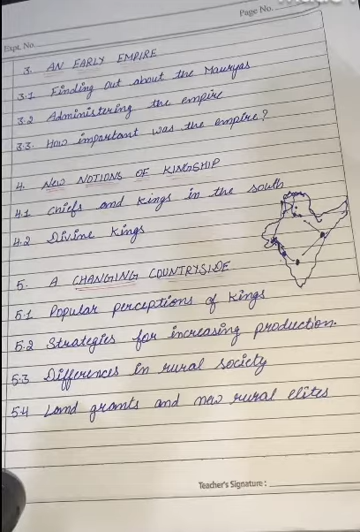 Page No.
Expt. No.
3. AN EARLY EMPIRE
3.1 Finding out about the Mauryas
3.2 Administering the empire
3.3. How important was the empire?
4. NEW NOTIONS OF KINGSHIP
4.1 Chiefs and kings in the south
4.2 Divine kings
5. A CHANGING COUNTRYSIDE
5.1 Popular perceptions of kings
5.2 Strategies for increasing production.
5.3 Differences in rural society
5.4 Land grants and new rural elites
Teacher's Signature :